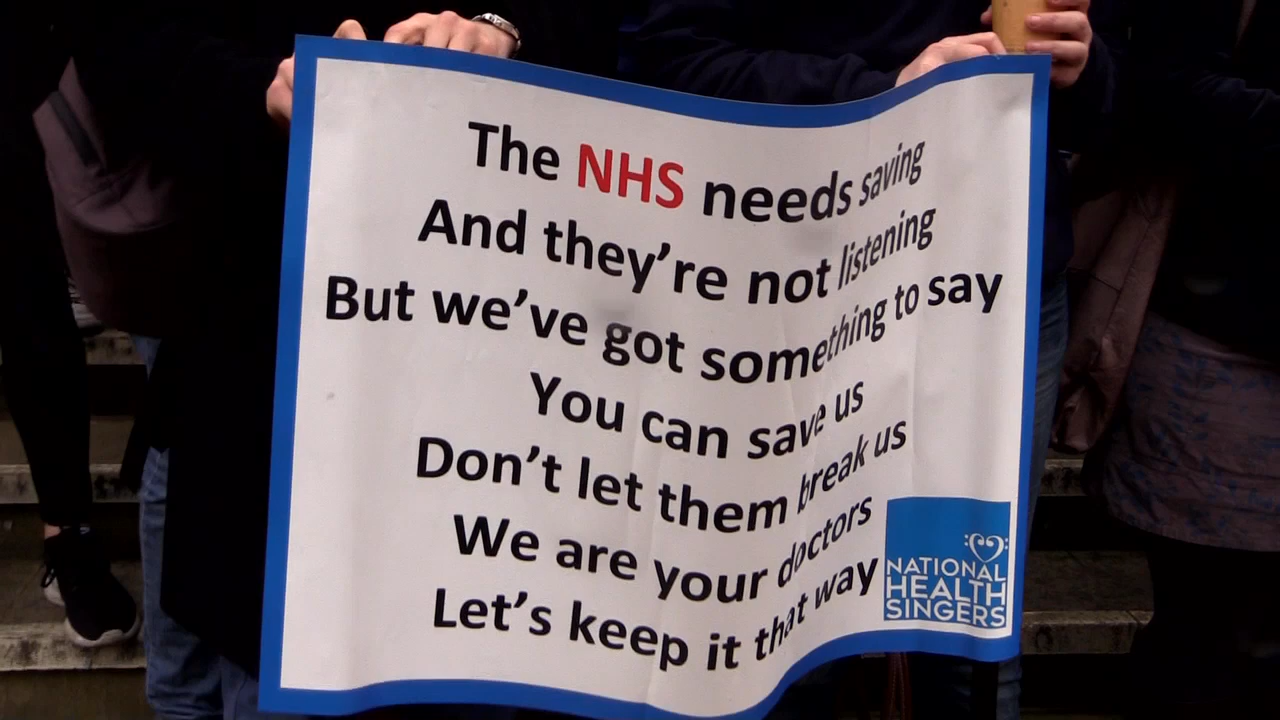 The NHS needs saving
And they're not listening
But we've got something to say
You can save us
Don't let them break us
We are your doctors
Let's keep it that way
NATIONAL
HEALTH
SINGERS